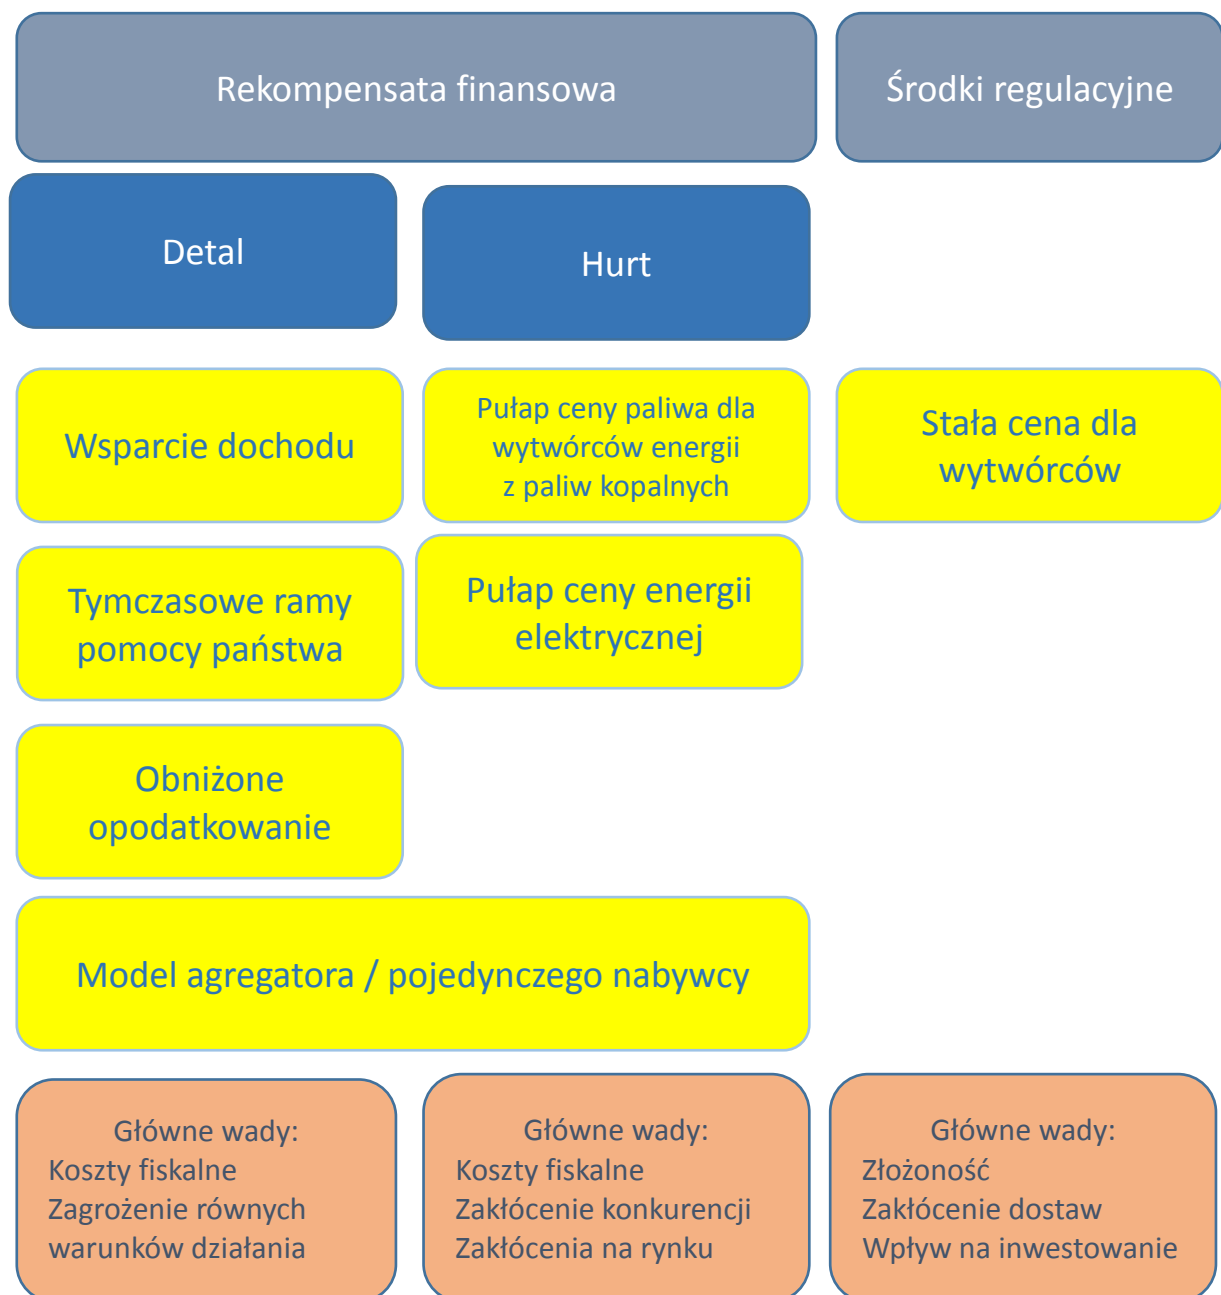 Rekompensata finansowa
Środki regulacyjne
Detal
Hurt
Wsparcie dochodu
Pułap ceny paliwa dla
wytwórców energii
z paliw kopalnych
Stała cena dla
wytwórców
Tymczasowe ramy
pomocy państwa
Pułap ceny energii
elektrycznej
Obniżone
opodatkowanie
Model agregatora / pojedynczego nabywcy
Główne wady:
Koszty fiskalne
Zagrożenie równych
warunków działania
Główne wady:
Koszty fiskalne
Zakłócenie konkurencji
Zakłócenia na rynku
Główne wady:
Złożoność
Zakłócenie dostaw
Wpływ na inwestowanie